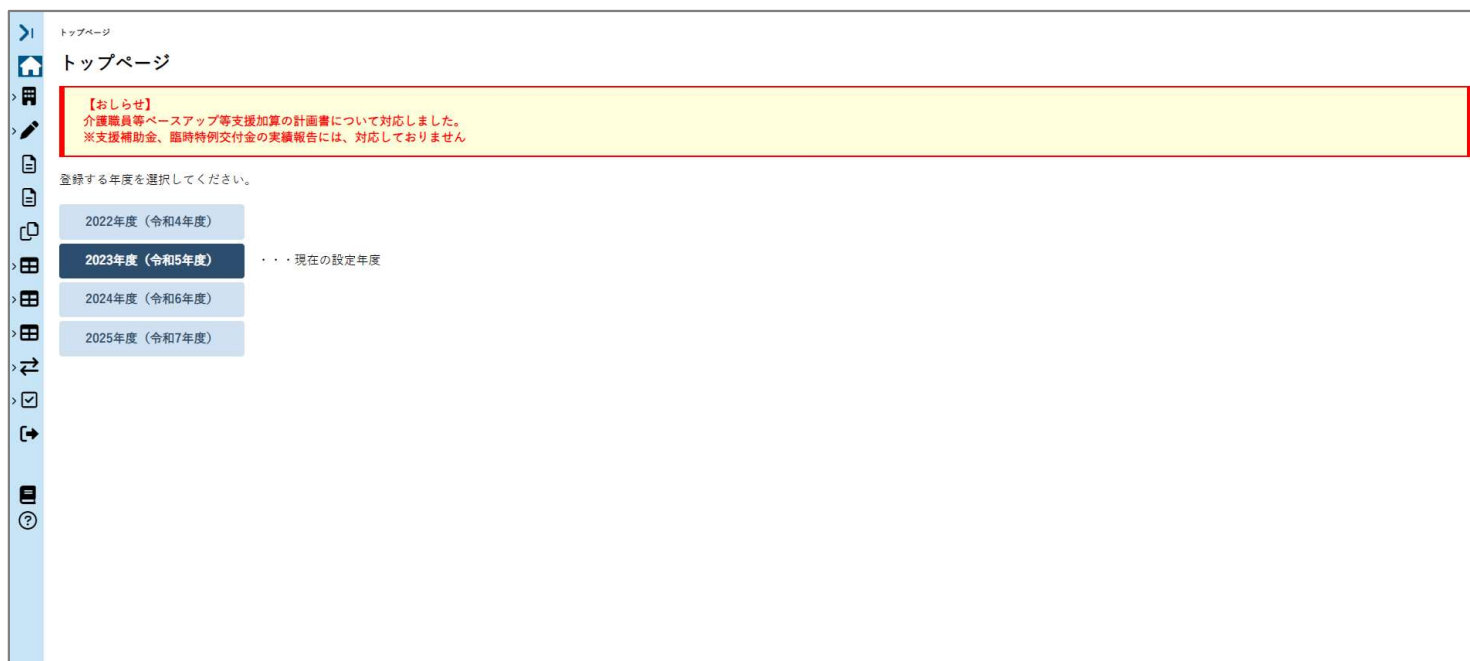 トップページ
トップページ
【おしらせ】
介護職員等ベースアップ等支援加算の計画書について対応しました。
※支援補助金、臨時特例交付金の実績報告には、対応しておりません
登録する年度を選択してください。
2022年度（令和4年度）
2023年度（令和5年度） ・・・現在の設定年度
2024年度（令和6年度）
2025年度（令和7年度）